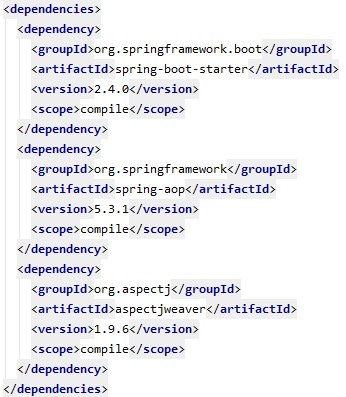 <dependencies>
<dependency>
<groupId>org.springframework.boot</groupId>
<artifactId>spring-boot-starter</artifactId>
<version>2.4.0</version>
<scope>compile</scope>
</dependency>
<dependency>
<groupId>org.springframework</groupId>
<artifactId>spring-aop</artifactId>
<version>5.3.1</version>
<scope>compile</scope>
</dependency>
<dependency>
<groupId>org.aspectj</groupId>
<artifactId>aspectjweaver</artifactId>
<version>1.9.6</version>
<scope>compile</scope>
</dependency>
</dependencies>